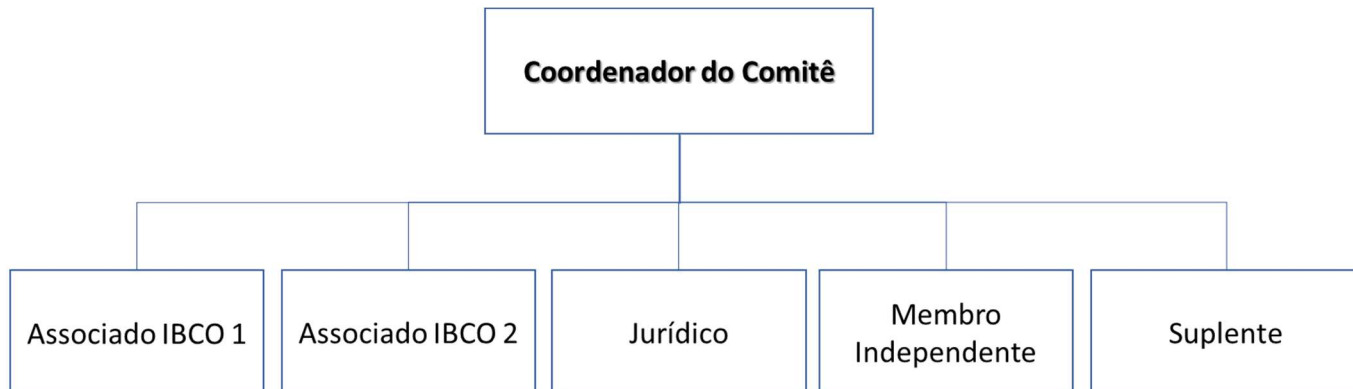 Coordenador do Comitê
Associado IBCO 1
Associado IBCO 2
Jurídico
Membro
Independente
Suplente